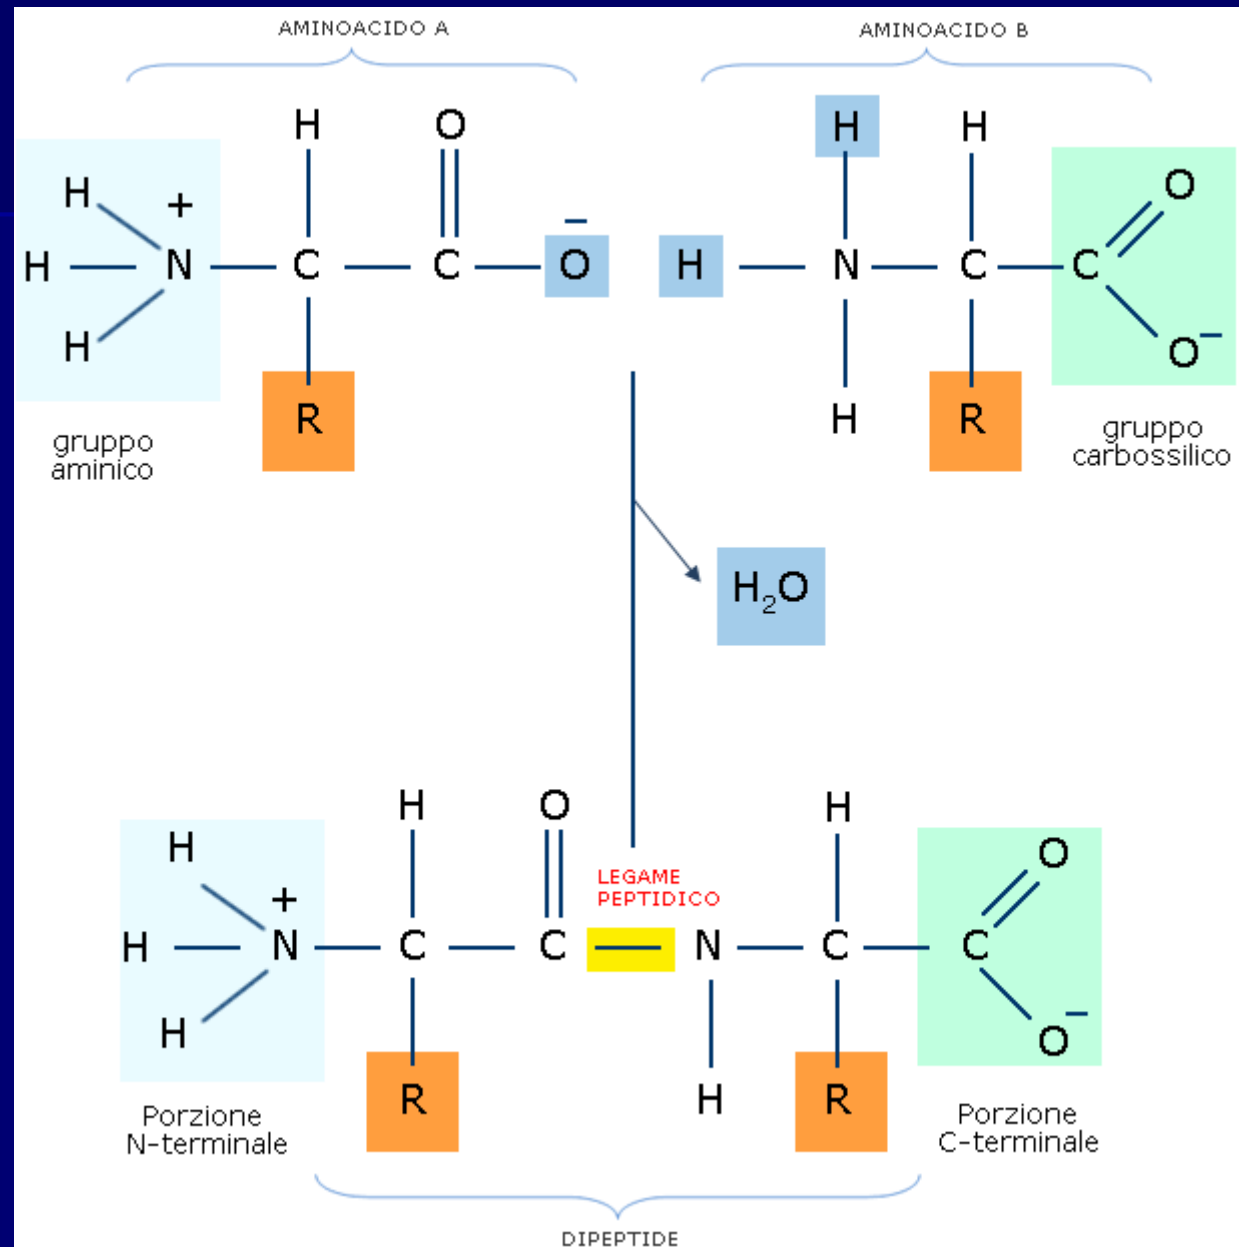 AMINOACIDO A
AMINOACIDO B
H O H H
H + − O
H N C C O H N C C
H R H R O−
gruppo
aminico
gruppo
carbossilico
H₂O
H O H
H + LEGAME O
PEPTIDICO
H N C C N C C
H R H R O−
Porzione
N-terminale
Porzione
C-terminale
DIPEPTIDE